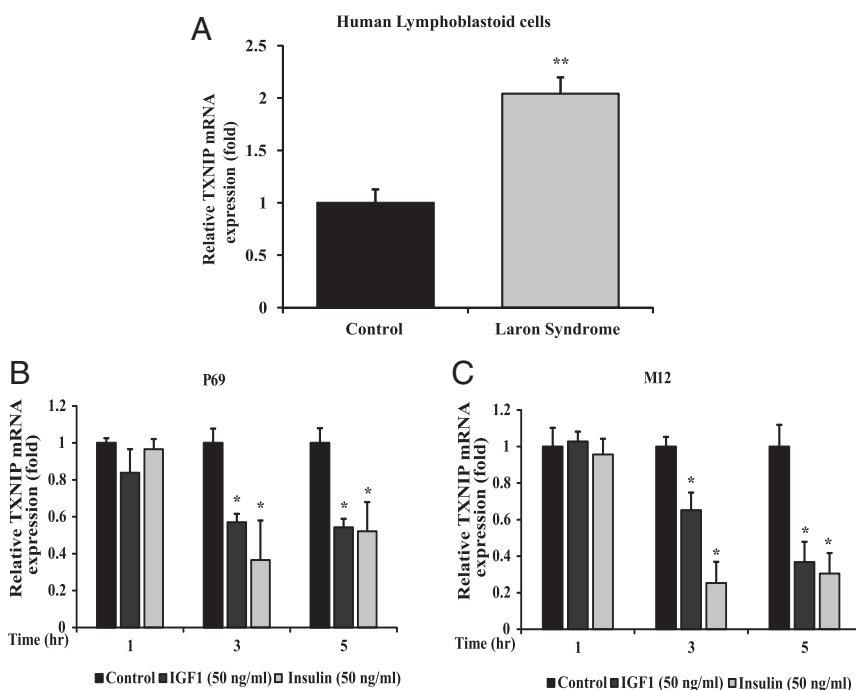 A
Human Lymphoblastoid cells
Relative TXNIP mRNA
expression (fold)
2.5
2
1.5
1
0.5
0
**
Control
Laron Syndrome
B
P69
Relative TXNIP mRNA
expression (fold)
1.2
1
0.8
0.6
0.4
0.2
0
*
*
*
*
Time (hr)
1
3
5
Control
IGF1 (50 ng/ml)
Insulin (50 ng/ml)
C
M12
Relative TXNIP mRNA
expression (fold)
1.2
1
0.8
0.6
0.4
0.2
0
*
*
*
*
Time (hr)
1
3
5
Control
IGF1 (50 ng/ml)
Insulin (50 ng/ml)